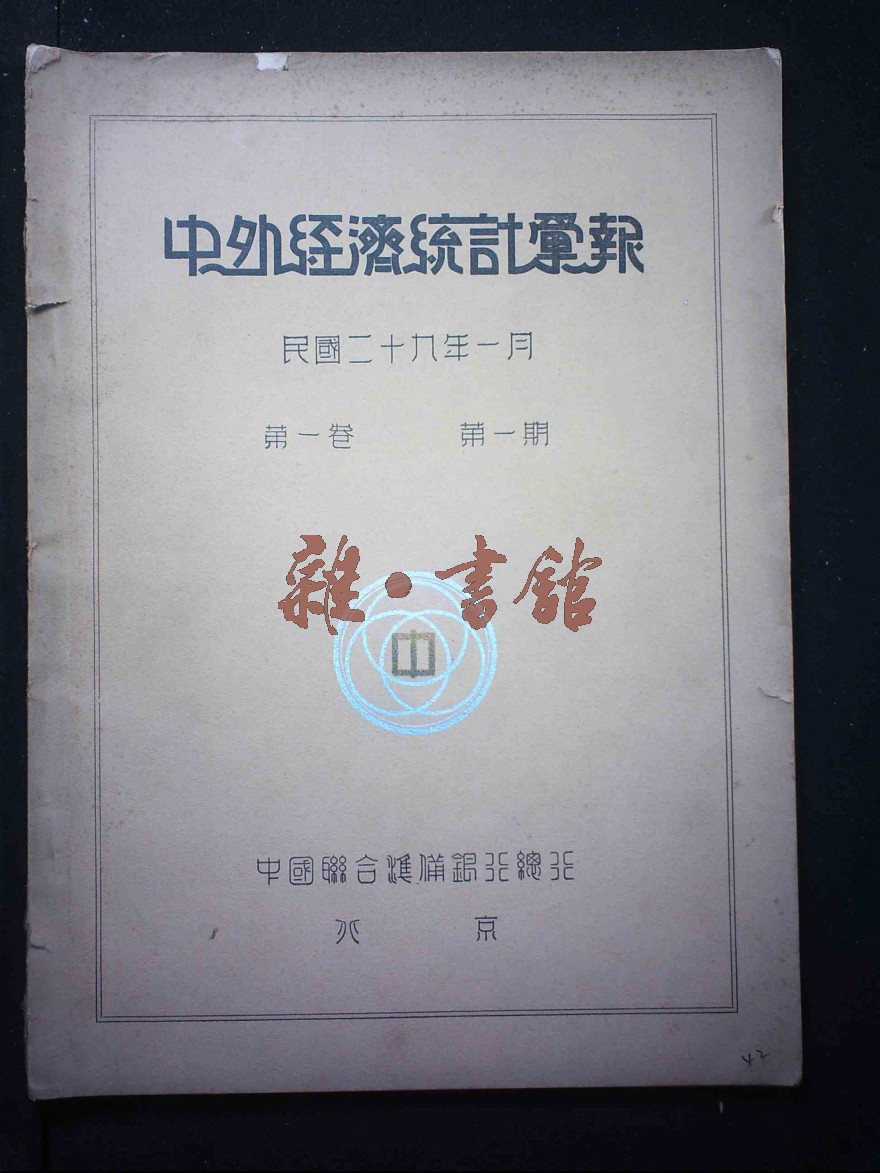 中外經濟統計彙報
民國二十九年一月
第一卷 第一期
雜·書館
中
中國聯合準備銀行總行
北京
42